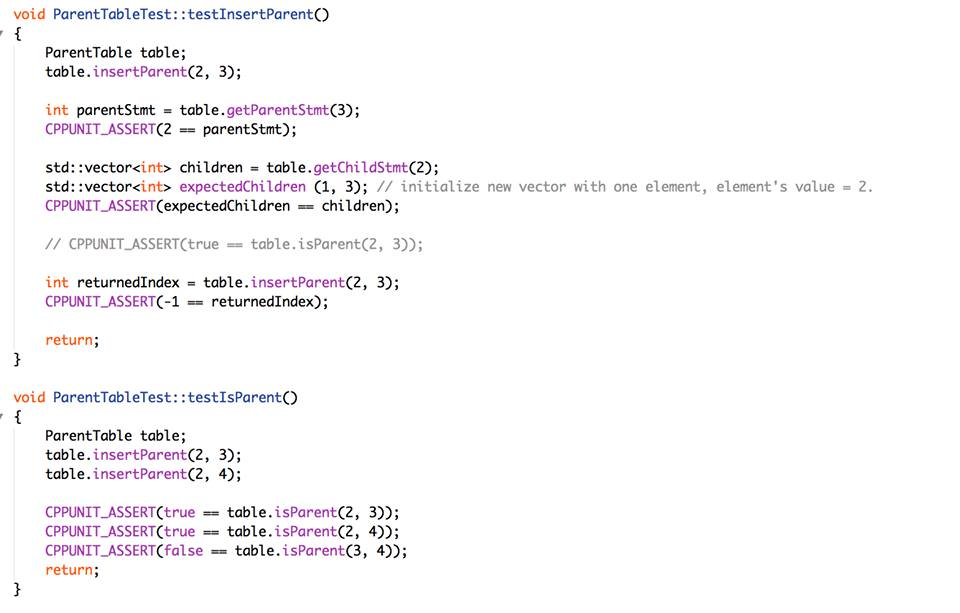 void ParentTableTest::testInsertParent()
{
    ParentTable table;
    table.insertParent(2, 3);

    int parentStmt = table.getParentStmt(3);
    CPPUNIT_ASSERT(2 == parentStmt);

    std::vector<int> children = table.getChildStmt(2);
    std::vector<int> expectedChildren (1, 3); // initialize new vector with one element, element's value = 2.
    CPPUNIT_ASSERT(expectedChildren == children);

    // CPPUNIT_ASSERT(true == table.isParent(2, 3));

    int returnedIndex = table.insertParent(2, 3);
    CPPUNIT_ASSERT(-1 == returnedIndex);

    return;
}

void ParentTableTest::testIsParent()
{
    ParentTable table;
    table.insertParent(2, 3);
    table.insertParent(2, 4);

    CPPUNIT_ASSERT(true == table.isParent(2, 3));
    CPPUNIT_ASSERT(true == table.isParent(2, 4));
    CPPUNIT_ASSERT(false == table.isParent(3, 4));
    return;
}